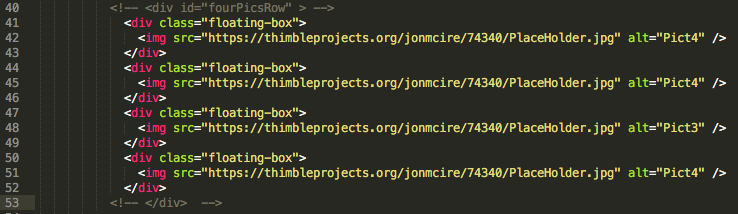 40 <!-- <div id="fourPicsRow" > -->
41 <div class="floating-box">
42 <img src="https://thimbleprojects.org/jonmcire/74340/PlaceHolder.jpg" alt="Pict4" />
43 </div>
44 <div class="floating-box">
45 <img src="https://thimbleprojects.org/jonmcire/74340/PlaceHolder.jpg" alt="Pict4" />
46 </div>
47 <div class="floating-box">
48 <img src="https://thimbleprojects.org/jonmcire/74340/PlaceHolder.jpg" alt="Pict3" />
49 </div>
50 <div class="floating-box">
51 <img src="https://thimbleprojects.org/jonmcire/74340/PlaceHolder.jpg" alt="Pict4" />
52 </div>
53 <!-- </div>  -->